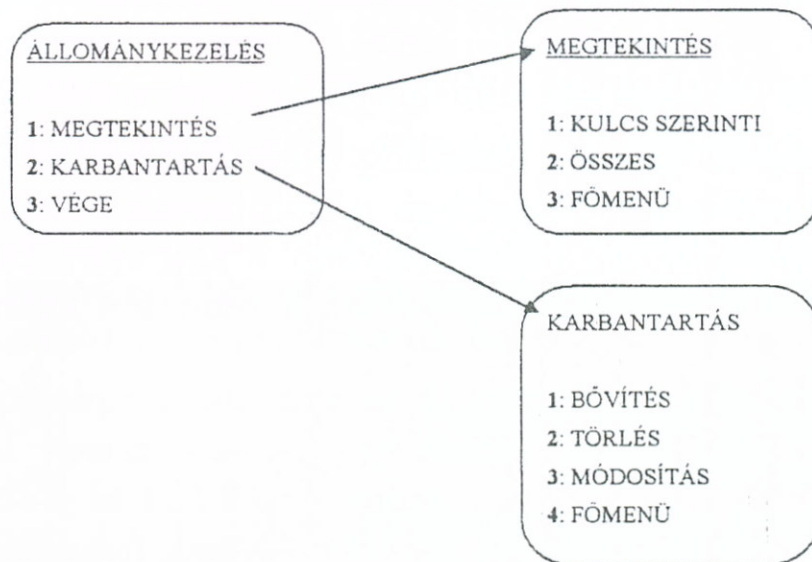 ÁLLOMÁNYKEZELÉS
1: MEGTEKINTÉS
2: KARBANTARTÁS
3: VÉGE
MEGTEKINTÉS
1: KULCS SZERINTI
2: ÖSSZES
3: FŐMENÜ
KARBANTARTÁS
1: BŐVÍTÉS
2: TÖRLÉS
3: MÓDOSÍTÁS
4: FŐMENÜ